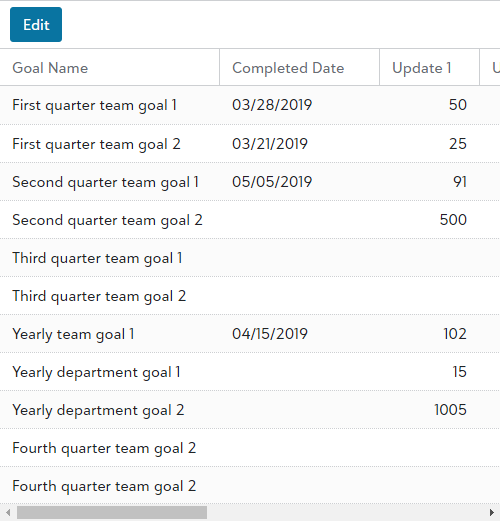 Edit
Goal Name Completed Date Update 1 U
First quarter team goal 1 03/28/2019 50
First quarter team goal 2 03/21/2019 25
Second quarter team goal 1 05/05/2019 91
Second quarter team goal 2 500
Third quarter team goal 1
Third quarter team goal 2
Yearly team goal 1 04/15/2019 102
Yearly department goal 1 15
Yearly department goal 2 1005
Fourth quarter team goal 2
Fourth quarter team goal 2